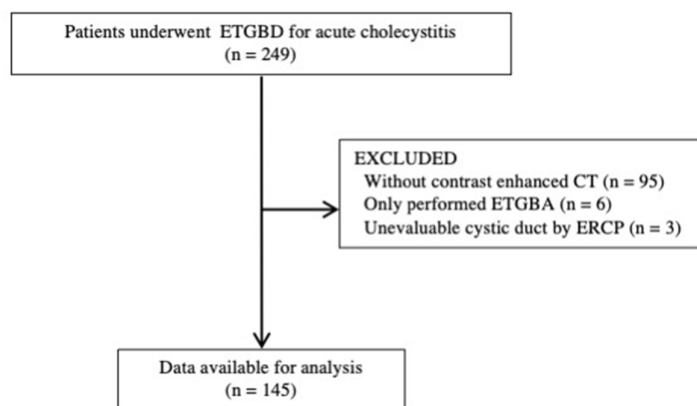 Patients underwent ETGBD for acute cholecystitis
(n = 249)
EXCLUDED
Without contrast enhanced CT (n = 95)
Only performed ETGBA (n = 6)
Unevaluable cystic duct by ERCP (n = 3)
Data available for analysis
(n = 145)